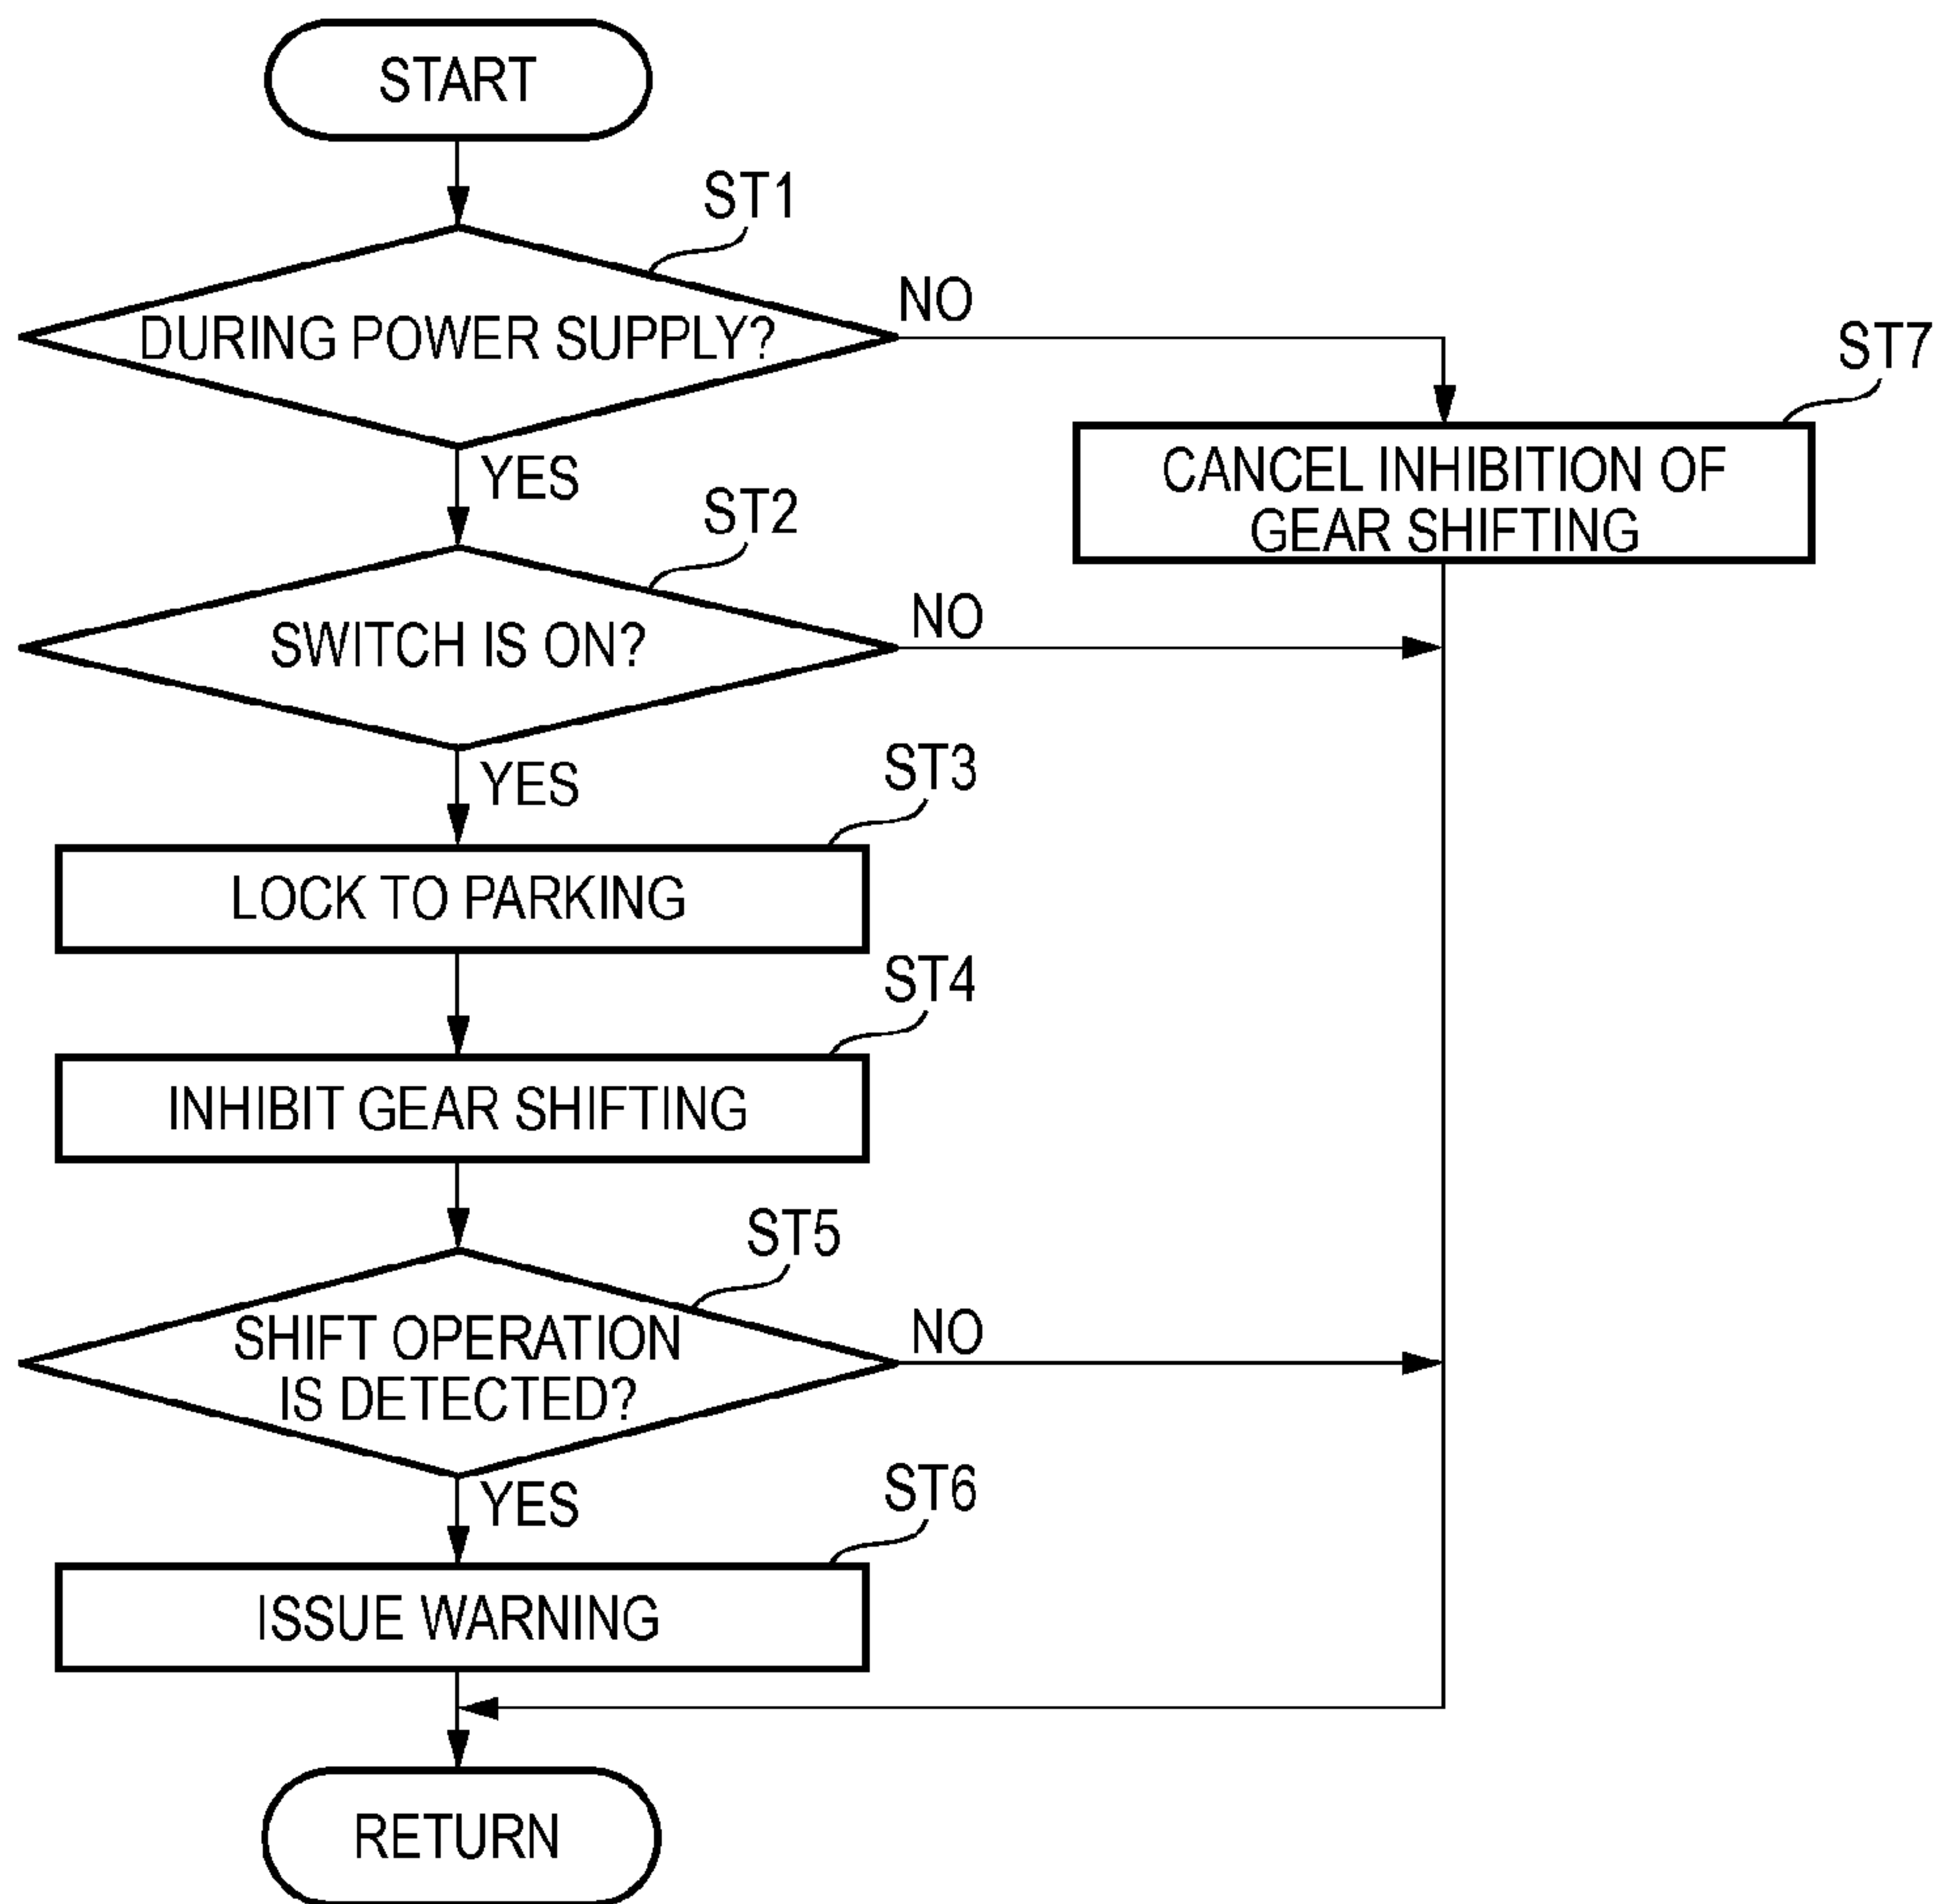 START
ST1
DURING POWER SUPPLY?
NO
ST7
CANCEL INHIBITION OF
GEAR SHIFTING
YES
ST2
SWITCH IS ON?
NO
YES
ST3
LOCK TO PARKING
ST4
INHIBIT GEAR SHIFTING
ST5
SHIFT OPERATION
IS DETECTED?
NO
YES
ST6
ISSUE WARNING
RETURN